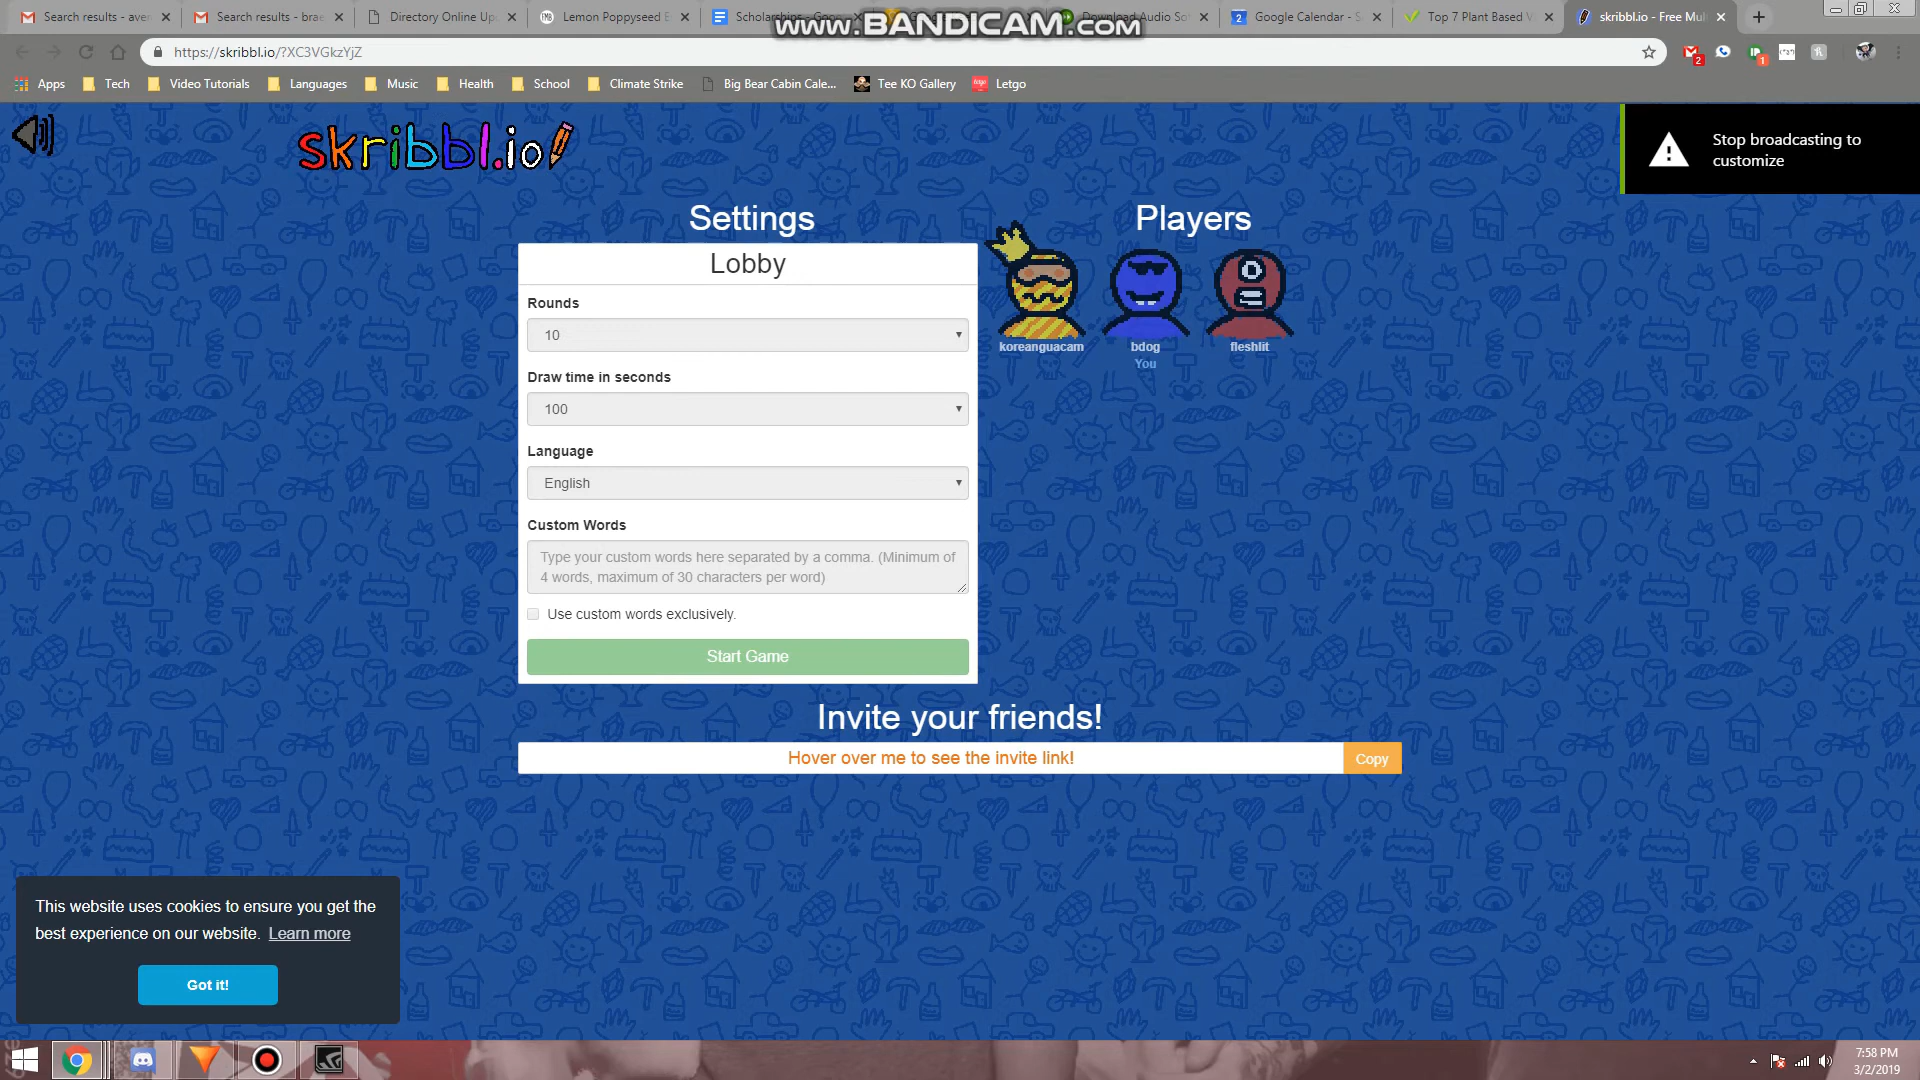 Search results - aver
Search results - brae
Directory Online Up
Lemon Poppyseed B
Scholarships - Goog
Download Audio So
Google Calendar - S
Top 7 Plant Based V
skribbl.io - Free Mul
www.BANDICAM.com
https://skribbl.io/?XC3VGkzYjZ
2
1
Apps
Tech
Video Tutorials
Languages
Music
Health
School
Climate Strike
Big Bear Cabin Cale...
Tee KO Gallery
Letgo
skribbl.io
Stop broadcasting to
customize
Settings
Players
Lobby
Rounds
10
Draw time in seconds
100
Language
English
Custom Words
Type your custom words here separated by a comma. (Minimum of
4 words, maximum of 30 characters per word)
Use custom words exclusively.
Start Game
koreanguacam
bdog
You
fleshlit
Invite your friends!
Hover over me to see the invite link!
Copy
This website uses cookies to ensure you get the
best experience on our website. Learn more
Got it!
7:58 PM
3/2/2019